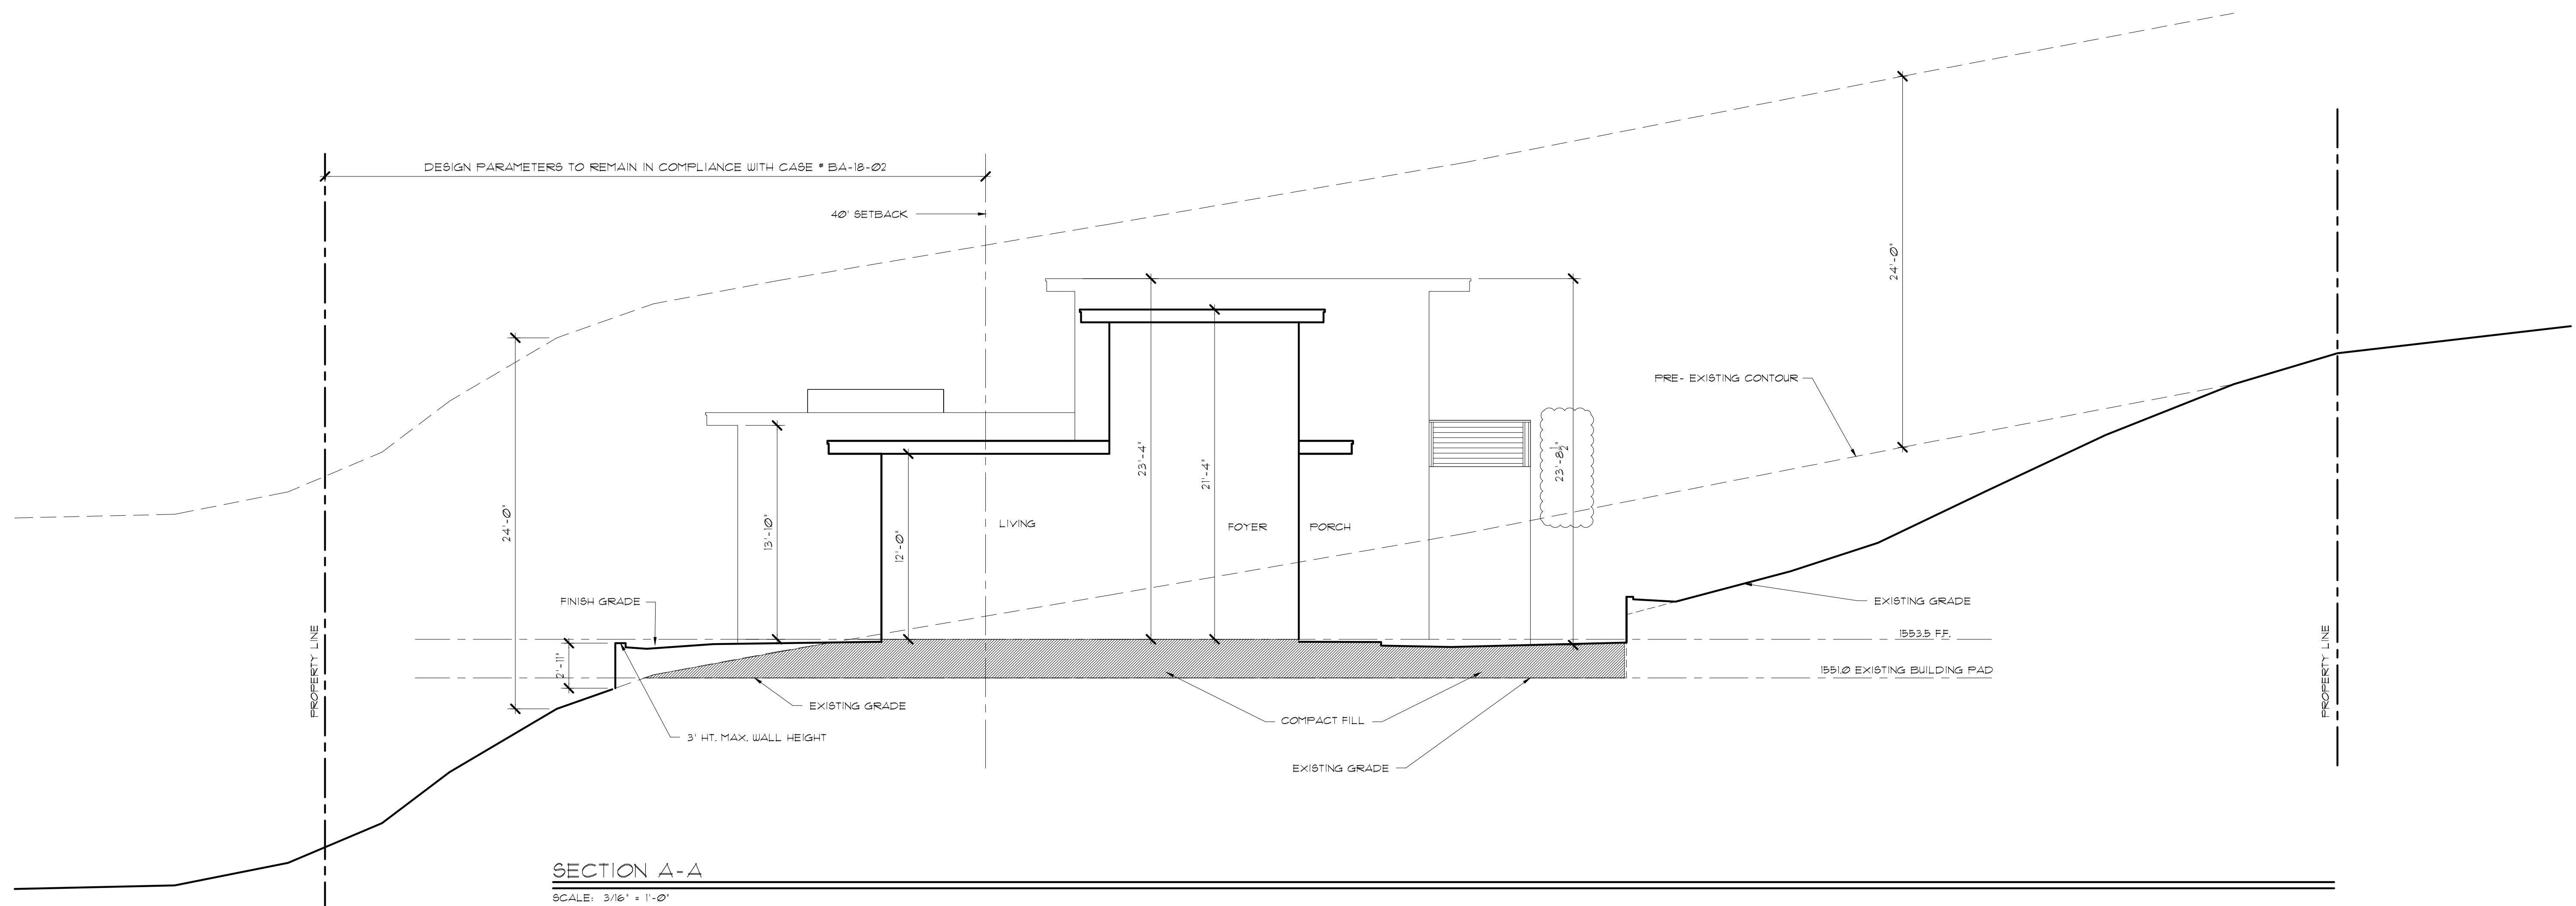 DESIGN PARAMETERS TO REMAIN IN COMPLIANCE WITH CASE # BA-18-02
40' SETBACK
24'-0"
PRE- EXISTING CONTOUR
23'-4"
21'-4"
23'-8½"
24'-0"
13'-10"
12'-0"
LIVING
FOYER
PORCH
FINISH GRADE
EXISTING GRADE
1553.5 F.F.
PROPERTY LINE
PROPERTY LINE
2'-11"
1551.0 EXISTING BUILDING PAD
EXISTING GRADE
COMPACT FILL
3' HT. MAX. WALL HEIGHT
EXISTING GRADE
SECTION A-A
SCALE: 3/16" = 1'-0"